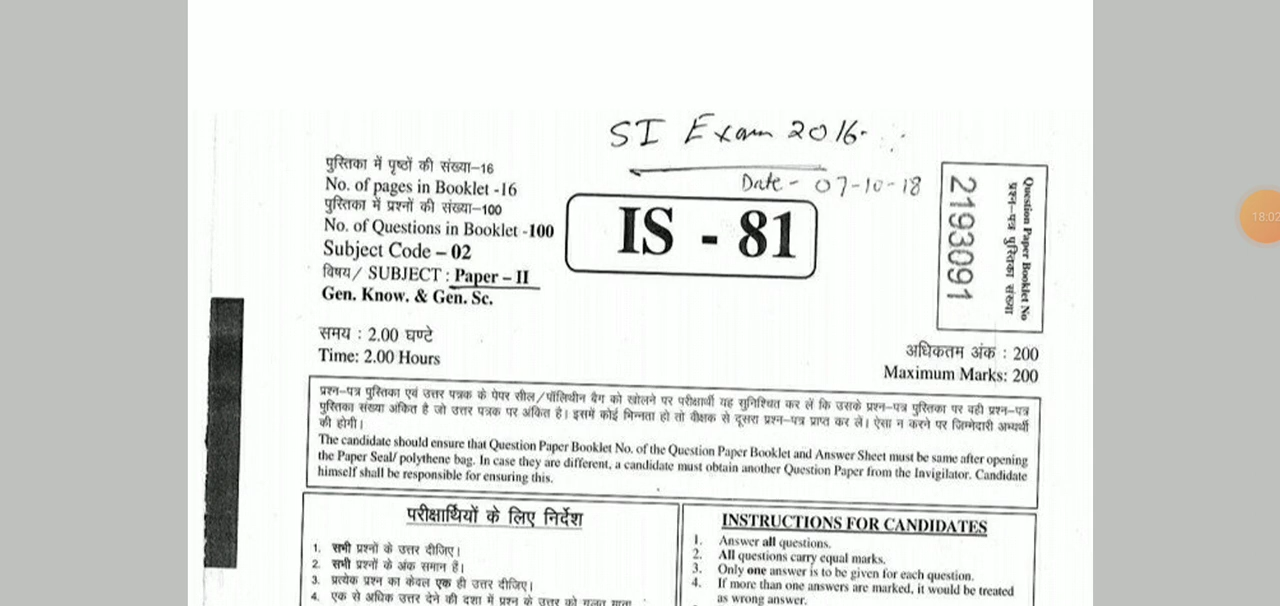 SI Exam 2016
Date - 07-10-18
पुस्तिका में पृष्ठों की संख्या-16
No. of pages in Booklet -16
पुस्तिका में प्रश्नों की संख्या-100
No. of Questions in Booklet -100
Subject Code – 02
विषय/ SUBJECT : Paper – II
Gen. Know. & Gen. Sc.
IS - 81
Question Paper Booklet No
प्रश्न–पत्र पुस्तिका संख्या
2193091
18:02
समय : 2.00 घण्टे
Time: 2.00 Hours
अधिकतम अंक : 200
Maximum Marks: 200
प्रश्न–पत्र पुस्तिका एवं उत्तर पत्रक के पेपर सील/पॉलिथीन बैग को खोलने पर परीक्षार्थी यह सुनिश्चित कर लें कि उसके प्रश्न–पत्र पुस्तिका पर वही प्रश्न–पत्र
पुस्तिका संख्या अंकित है जो उत्तर पत्रक पर अंकित है। इसमें कोई भिन्नता हो तो वीक्षक से दूसरा प्रश्न–पत्र प्राप्त कर लें। ऐसा न करने पर जिम्मेदारी अभ्यर्थी
की होगी।
The candidate should ensure that Question Paper Booklet No. of the Question Paper Booklet and Answer Sheet must be same after opening
the Paper Seal/ polythene bag. In case they are different, a candidate must obtain another Question Paper from the Invigilator. Candidate
himself shall be responsible for ensuring this.
परीक्षार्थियों के लिए निर्देश
1. सभी प्रश्नों के उत्तर दीजिए।
2. सभी प्रश्नों के अंक समान हैं।
3. प्रत्येक प्रश्न का केवल एक ही उत्तर दीजिए।
4. एक से अधिक उत्तर देने की दशा में प्रश्न के उत्तर को गलत माना
INSTRUCTIONS FOR CANDIDATES
1. Answer all questions.
2. All questions carry equal marks.
3. Only one answer is to be given for each question.
4. If more than one answers are marked, it would be treated
as wrong answer.